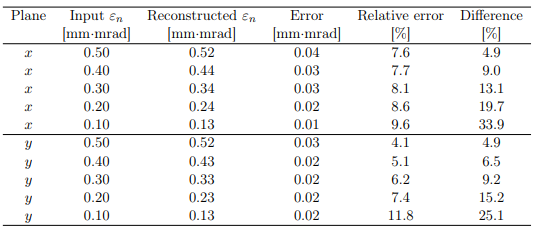 Plane Input εn Reconstructed εn Error Relative error Difference
[mm·mrad] [mm·mrad] [mm·mrad] [%] [%]
x 0.50 0.52 0.04 7.6 4.9
x 0.40 0.44 0.03 7.7 9.0
x 0.30 0.34 0.03 8.1 13.1
x 0.20 0.24 0.02 8.6 19.7
x 0.10 0.13 0.01 9.6 33.9
y 0.50 0.52 0.03 4.1 4.9
y 0.40 0.43 0.02 5.1 6.5
y 0.30 0.33 0.02 6.2 9.2
y 0.20 0.23 0.02 7.4 15.2
y 0.10 0.13 0.02 11.8 25.1